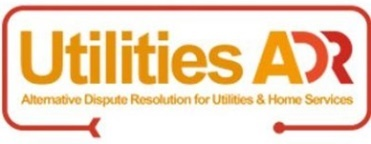 Utilities ADR
Alternative Dispute Resolution for Utilities & Home Services